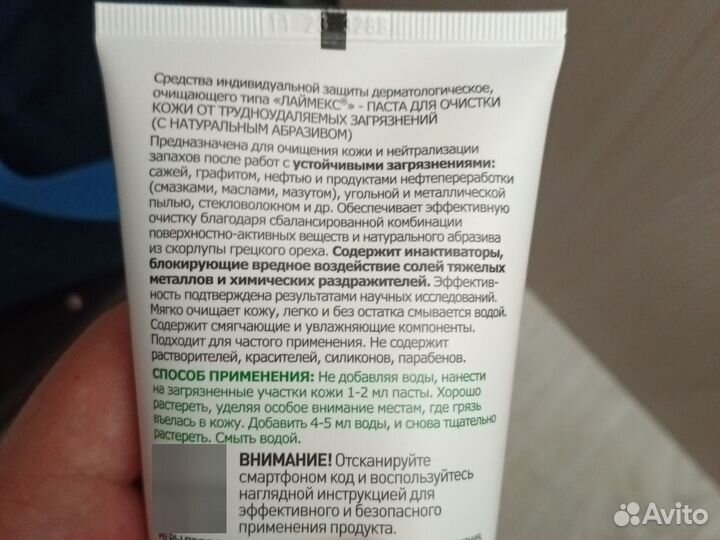 Средства индивидуальной защиты дерматологическое,
очищающего типа «ЛАЙМЕКС®» - ПАСТА ДЛЯ ОЧИСТКИ
КОЖИ ОТ ТРУДНОУДАЛЯЕМЫХ ЗАГРЯЗНЕНИЙ
(С НАТУРАЛЬНЫМ АБРАЗИВОМ)
Предназначена для очищения кожи и нейтрализации
запахов после работ с устойчивыми загрязнениями:
сажей, графитом, нефтью и продуктами нефтепереработки
(смазками, маслами, мазутом), угольной и металлической
пылью, стекловолокном и др. Обеспечивает эффективную
очистку благодаря сбалансированной комбинации
поверхностно-активных веществ и натурального абразива
из скорлупы грецкого ореха. Содержит инактиваторы,
блокирующие вредное воздействие солей тяжелых
металлов и химических раздражителей. Эффектив-
ность подтверждена результатами научных исследований.
Мягко очищает кожу, легко и без остатка смывается водой.
Содержит смягчающие и увлажняющие компоненты.
Подходит для частого применения. Не содержит
растворителей, красителей, силиконов, парабенов.
СПОСОБ ПРИМЕНЕНИЯ: Не добавляя воды, нанести
на загрязненные участки кожи 1-2 мл пасты. Хорошо
растереть, уделяя особое внимание местам, где грязь
въелась в кожу. Добавить 4-5 мл воды, и снова тщательно
растереть. Смыть водой.
ВНИМАНИЕ! Отсканируйте
смартфоном код и воспользуйтесь
наглядной инструкцией для
эффективного и безопасного
применения продукта.
Avito